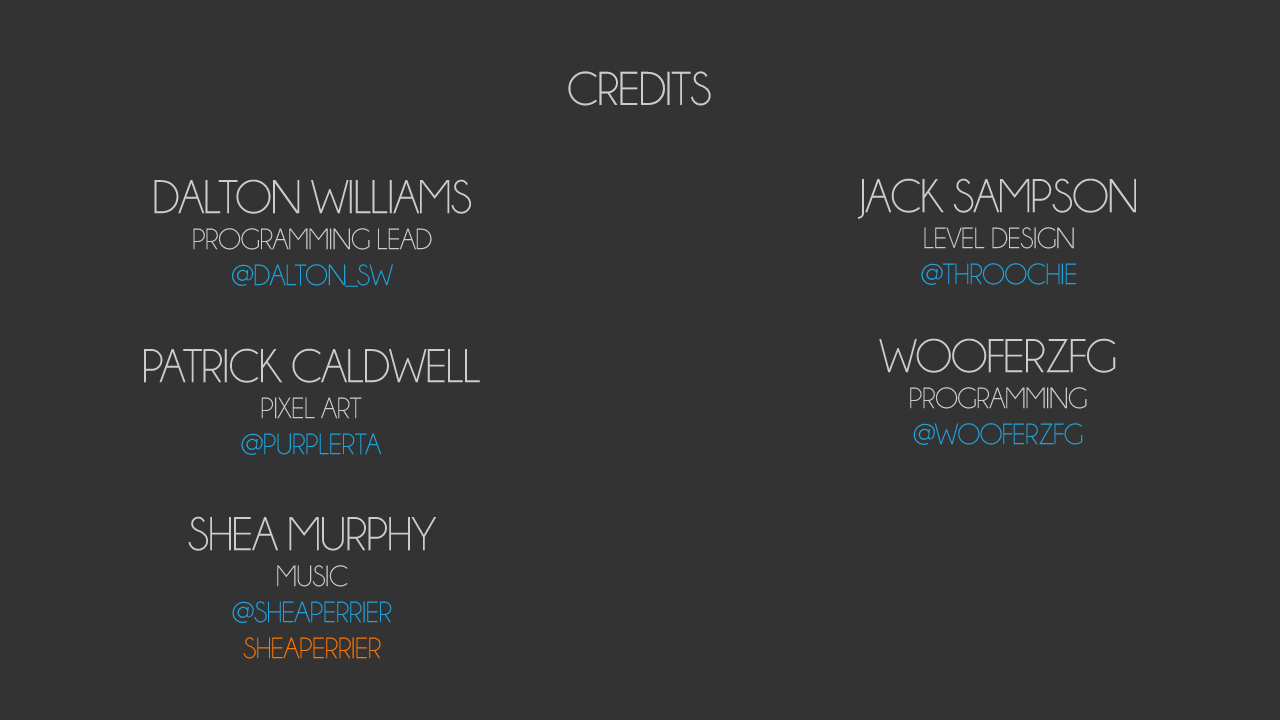 CREDITS
DALTON WILLIAMS
PROGRAMMING LEAD
@DALTON_SW
PATRICK CALDWELL
PIXEL ART
@PURPLERTA
SHEA MURPHY
MUSIC
@SHEAPERRIER
SHEAPERRIER
JACK SAMPSON
LEVEL DESIGN
@THROOCHIE
WOOFERZFG
PROGRAMMING
@WOOFERZFG